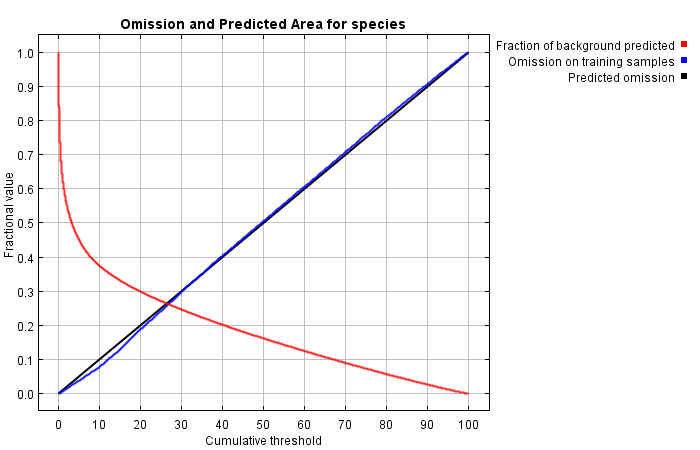 Omission and Predicted Area for species
Fraction of background predicted
Omission on training samples
Predicted omission
Fractional value
1.0
0.9
0.8
0.7
0.6
0.5
0.4
0.3
0.2
0.1
0.0
0 10 20 30 40 50 60 70 80 90 100
Cumulative threshold